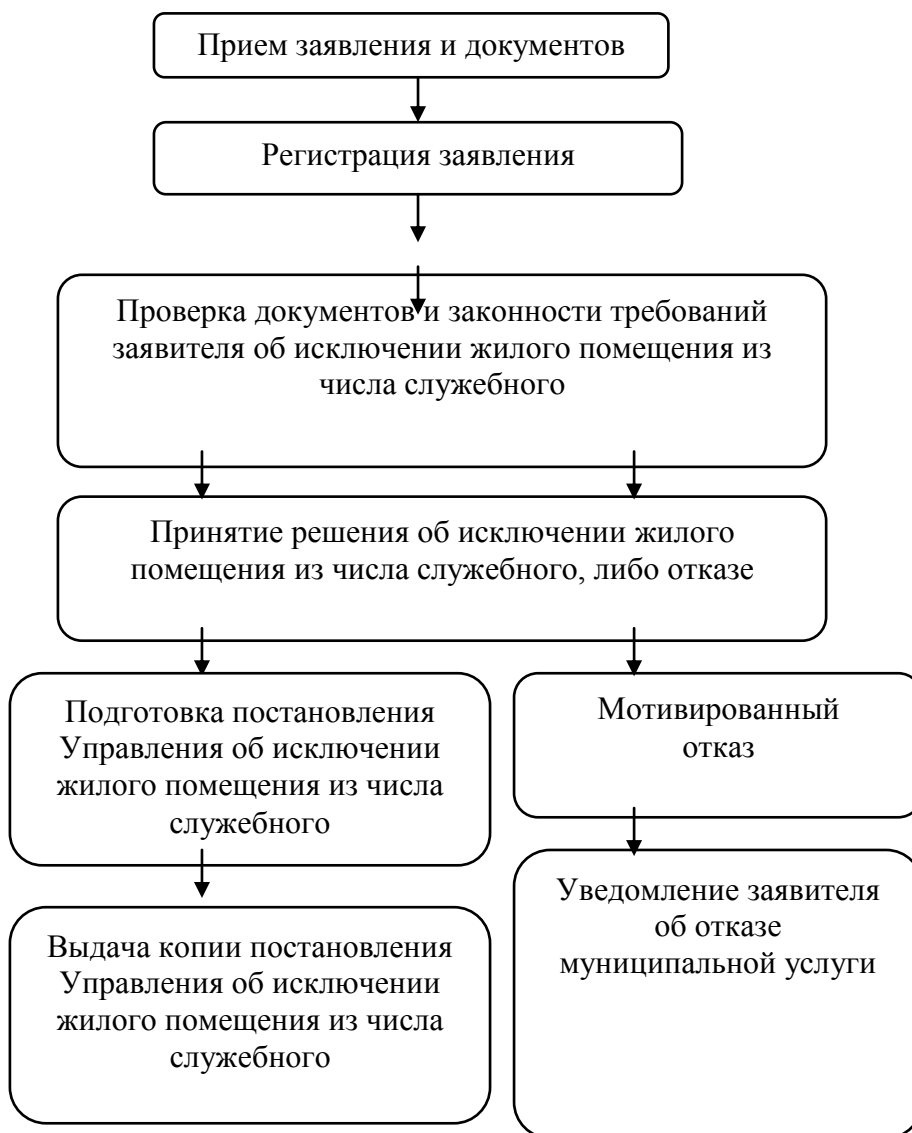 Прием заявления и документов
Регистрация заявления
Проверка документов и законности требований
заявителя об исключении жилого помещения из
числа служебного
Принятие решения об исключении жилого
помещения из числа служебного, либо отказе
Подготовка постановления
Управления об исключении
жилого помещения из числа
служебного
Мотивированный
отказ
Выдача копии постановления
Управления об исключении
жилого помещения из числа
служебного
Уведомление заявителя
об отказе
муниципальной услуги